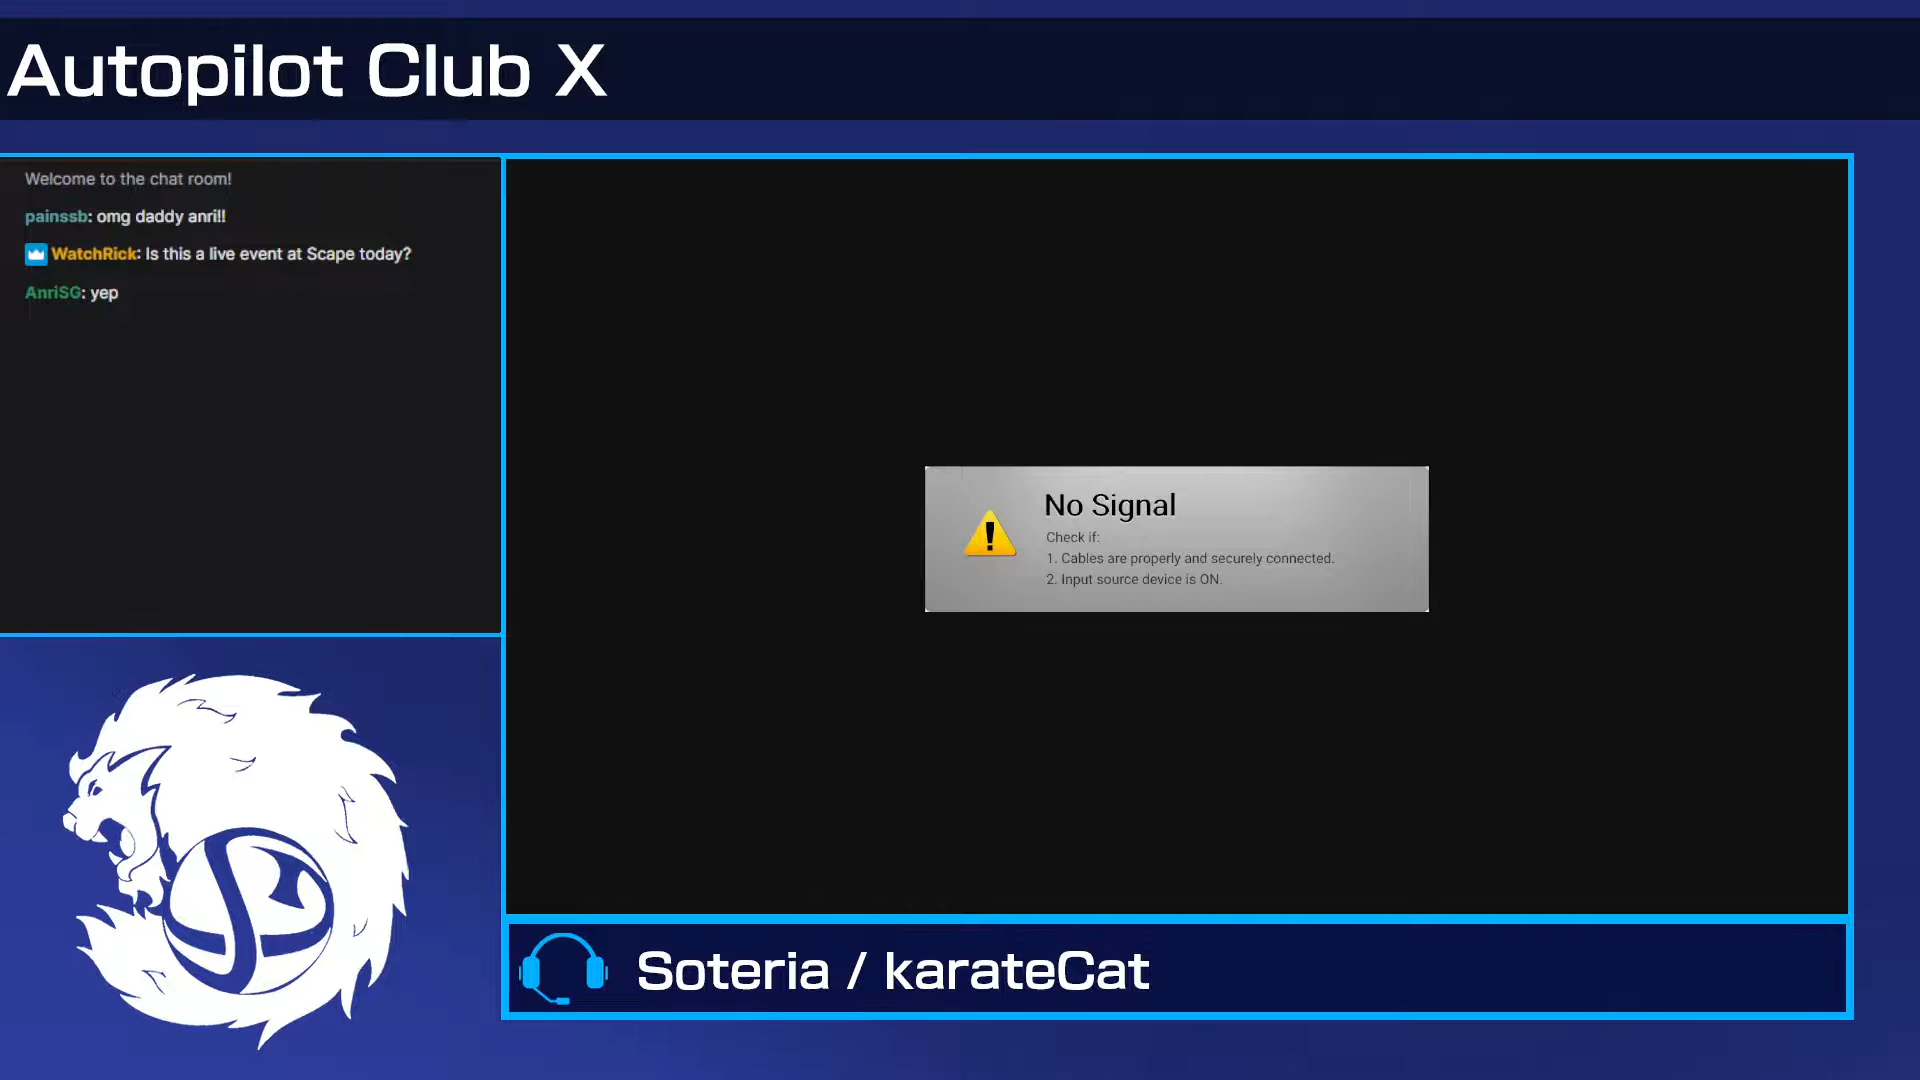 Autopilot Club X
Welcome to the chat room!
painssb: omg daddy anri!!
WatchRick: Is this a live event at Scape today?
AnriSG: yep
No Signal
Check if:
1. Cables are properly and securely connected.
2. Input source device is ON.
Soteria / karateCat